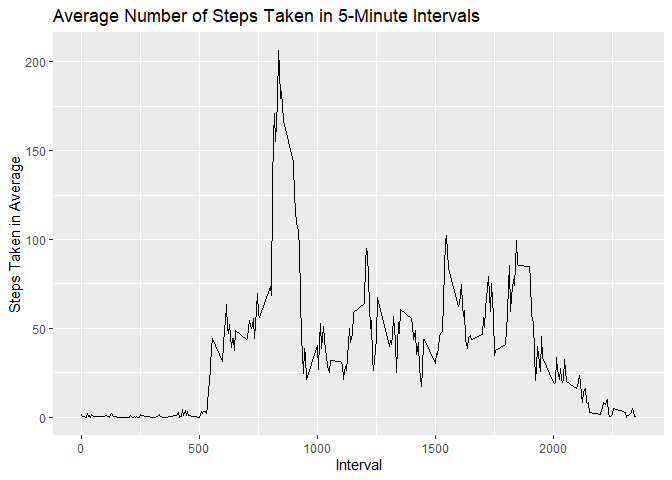 Average Number of Steps Taken in 5-Minute Intervals
Steps Taken in Average
200
150
100
50
0
0 500 1000 1500 2000
Interval